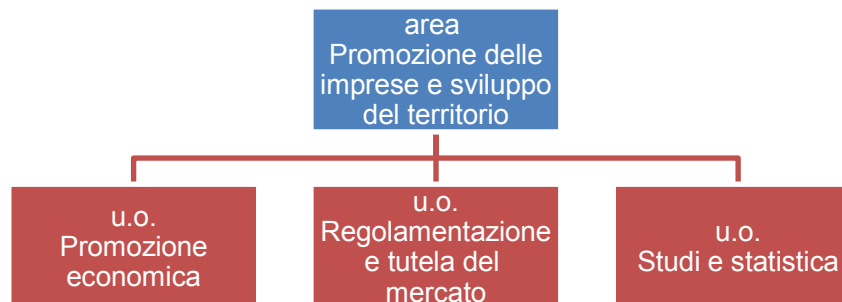 area
Promozione delle
imprese e sviluppo
del territorio
u.o.
Promozione
economica
u.o.
Regolamentazione
e tutela del
mercato
u.o.
Studi e statistica